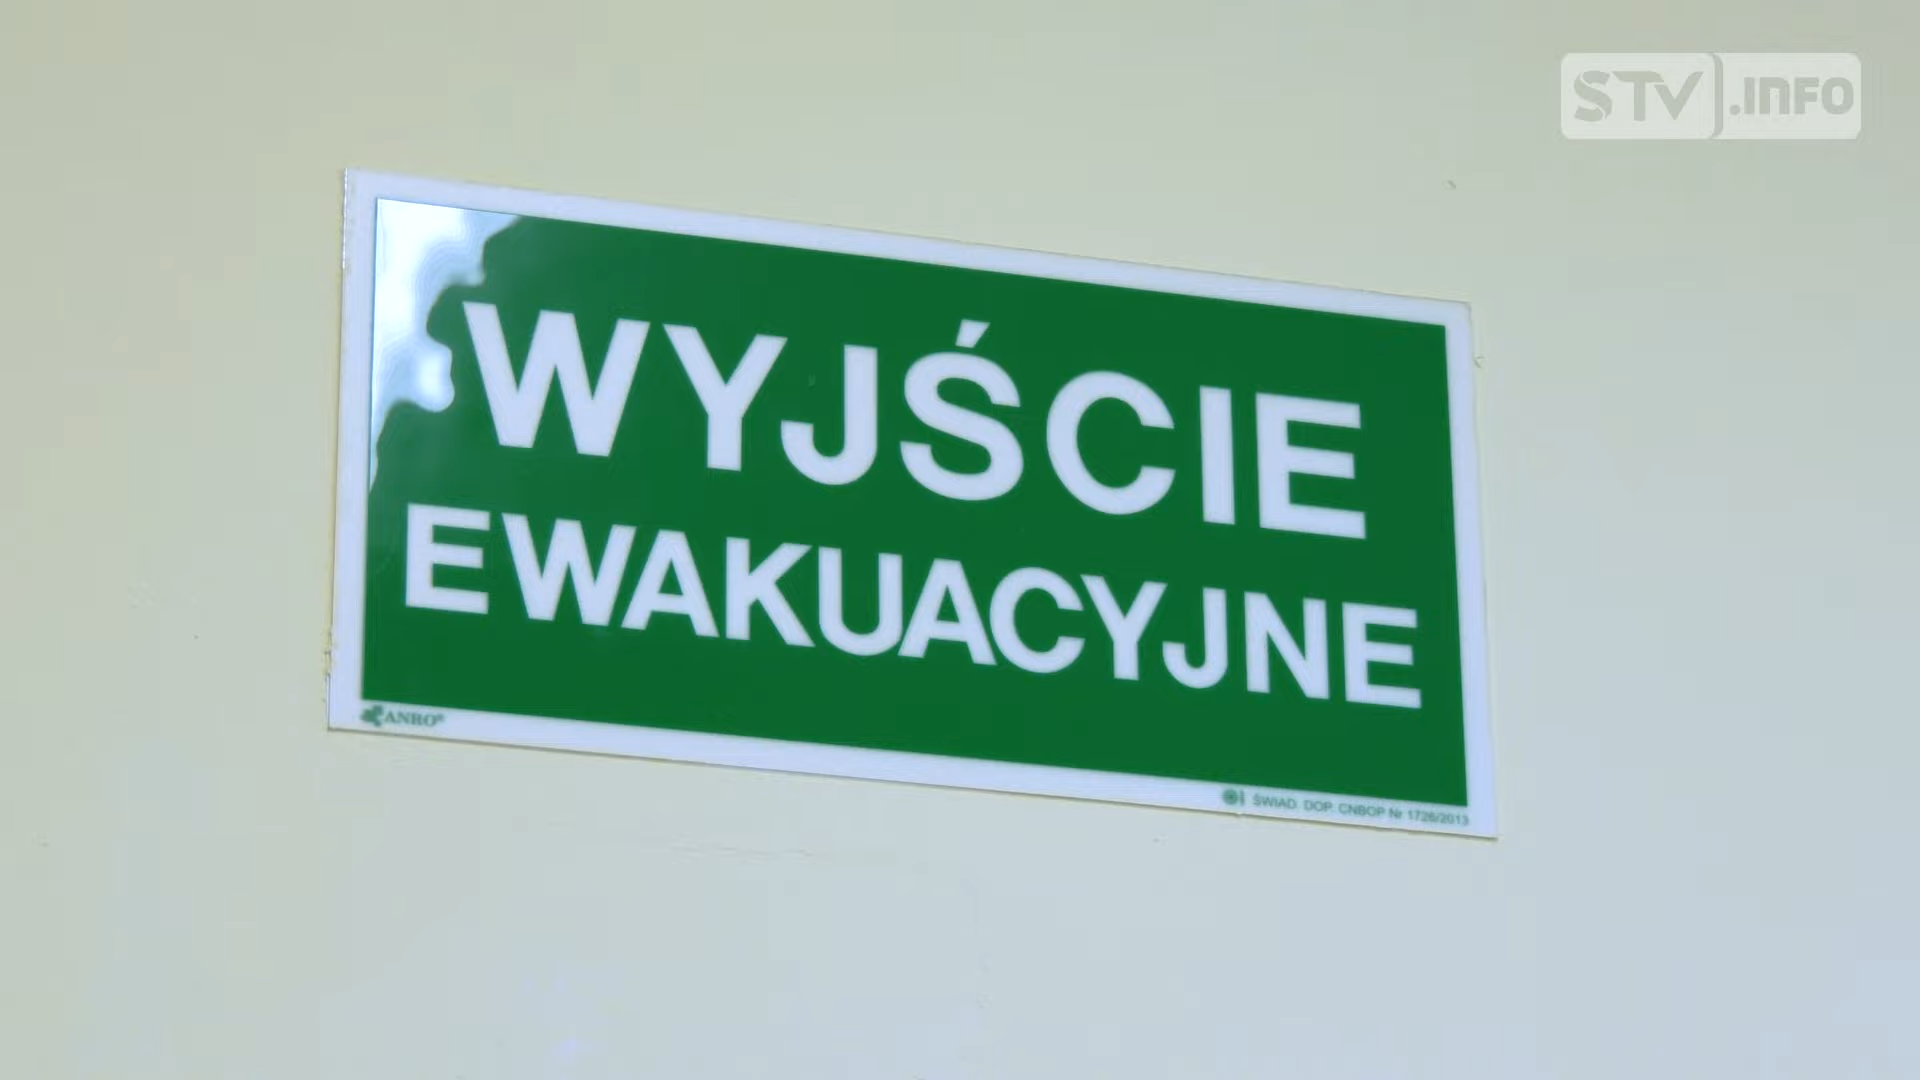 STV.INFO
WYJŚCIE
EWAKUACYJNE
ANRO®
ŚWIAD. DOP. CNBOP Nr 1726/2013